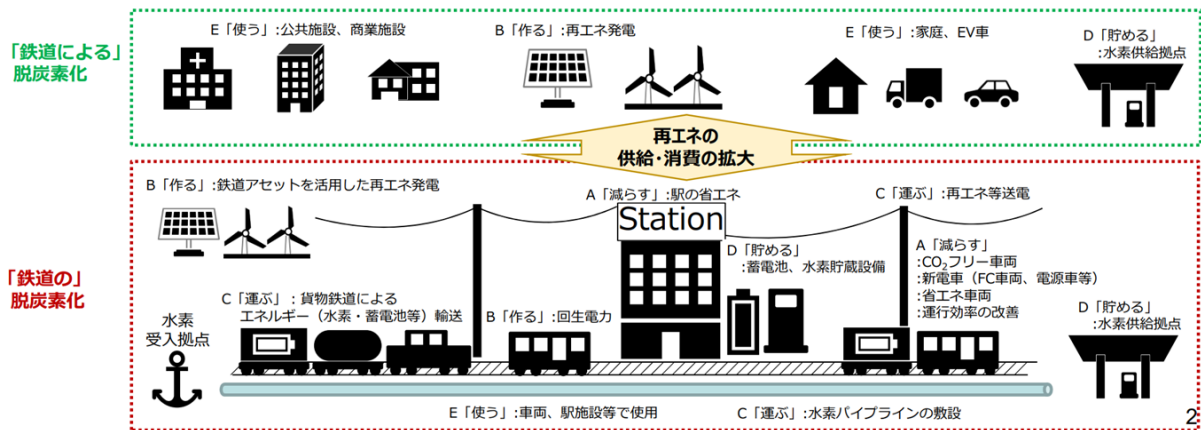 「鉄道による」
脱炭素化
E「使う」:公共施設、商業施設
B「作る」:再エネ発電
E「使う」:家庭、EV車
D「貯める」
:水素供給拠点
再エネの
供給・消費の拡大
「鉄道の」
脱炭素化
B「作る」:鉄道アセットを活用した再エネ発電
A「減らす」:駅の省エネ
Station
C「運ぶ」:再エネ等送電
D「貯める」
:蓄電池、水素貯蔵設備
A「減らす」
:CO₂フリー車両
:新電車（FC車両、電源車等）
:省エネ車両
:運行効率の改善
C「運ぶ」：貨物鉄道による
エネルギー（水素・蓄電池等）輸送
B「作る」:回生電力
D「貯める」
:水素供給拠点
水素
受入拠点
E「使う」:車両、駅施設等で使用
C「運ぶ」:水素パイプラインの敷設
2